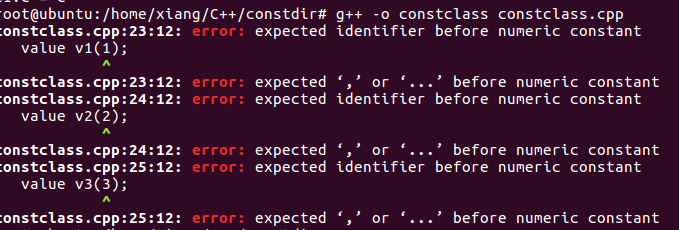 root@ubuntu:/home/xiang/C++/constdir# g++ -o constclass constclass.cpp
constclass.cpp:23:12: error: expected identifier before numeric constant
value v1(1);
^
constclass.cpp:23:12: error: expected ‘,’ or ‘...’ before numeric constant
constclass.cpp:24:12: error: expected identifier before numeric constant
value v2(2);
^
constclass.cpp:24:12: error: expected ‘,’ or ‘...’ before numeric constant
constclass.cpp:25:12: error: expected identifier before numeric constant
value v3(3);
^
constclass.cpp:25:12: error: expected ‘,’ or ‘...’ before numeric constant